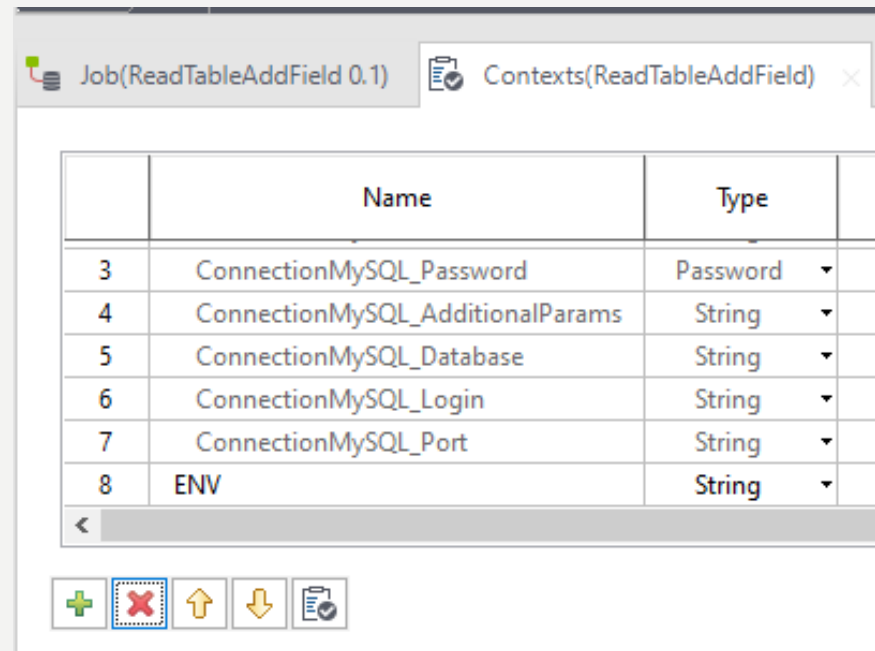 Job(ReadTableAddField 0.1) Contexts(ReadTableAddField)
Name Type
3 ConnectionMySQL_Password Password
4 ConnectionMySQL_AdditionalParams String
5 ConnectionMySQL_Database String
6 ConnectionMySQL_Login String
7 ConnectionMySQL_Port String
8 ENV String